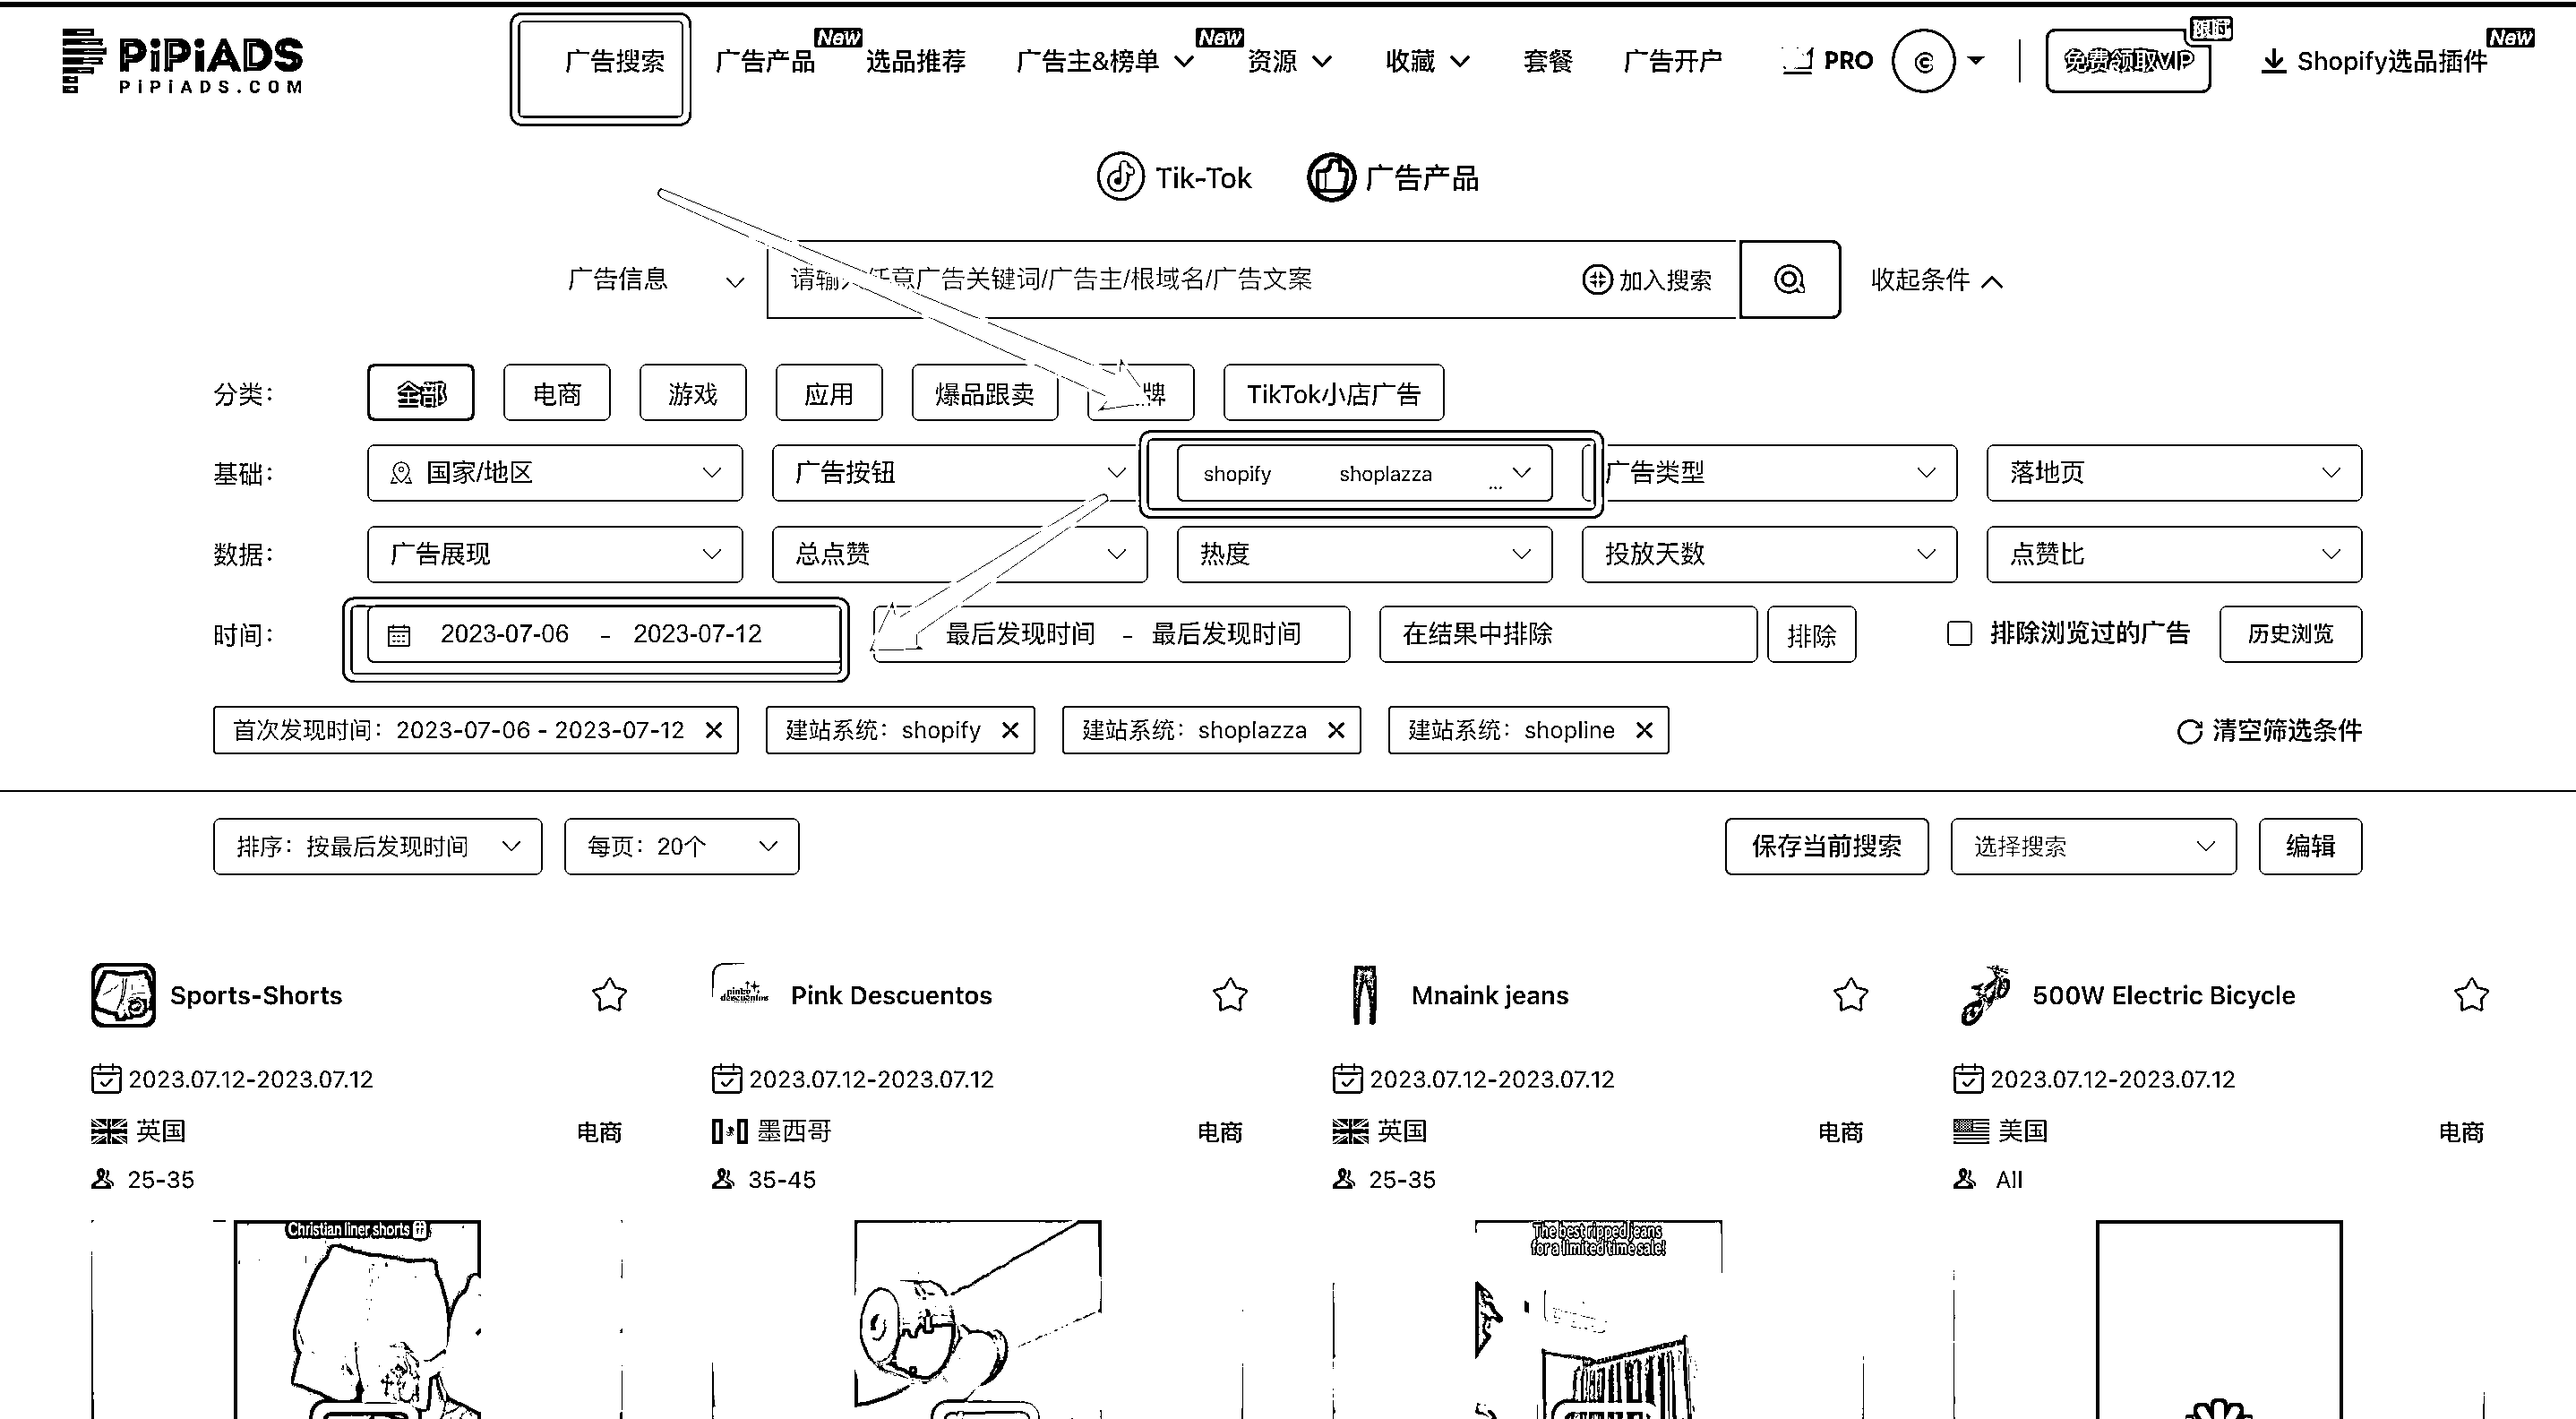 PiPiADS
PiPiADS.COM
广告搜索
广告产品 New
选品推荐
广告主&榜单 New
资源
收藏
套餐
广告开户
PRO
免费领取VIP
限时
Shopify选品插件 New
Tik-Tok
广告产品
广告信息
请输入任意广告关键词/广告主/根域名/广告文案
加入搜索
收起条件
分类: 全部 电商 游戏 应用 爆品跟卖 牌 TikTok小店广告
基础: 国家/地区 广告按钮 shopify shoplazza ... 广告类型 落地页
数据: 广告展现 总点赞 热度 投放天数 点赞比
时间: 2023-07-06 - 2023-07-12 最后发现时间 - 最后发现时间 在结果中排除 排除 排除浏览过的广告 历史浏览
首次发现时间: 2023-07-06 - 2023-07-12 建站系统: shopify 建站系统: shoplazza 建站系统: shopline 清空筛选条件
排序: 按最后发现时间 每页: 20个 保存当前搜索 选择搜索 编辑
Sports-Shorts
2023.07.12-2023.07.12
英国 电商
25-35
Christian liner shorts
Pink Descuentos
pinko descuentos
2023.07.12-2023.07.12
墨西哥 电商
35-45
Mnaink jeans
2023.07.12-2023.07.12
英国 电商
25-35
The best ripped jeans
for a limited time sale!
500W Electric Bicycle
2023.07.12-2023.07.12
美国 电商
All